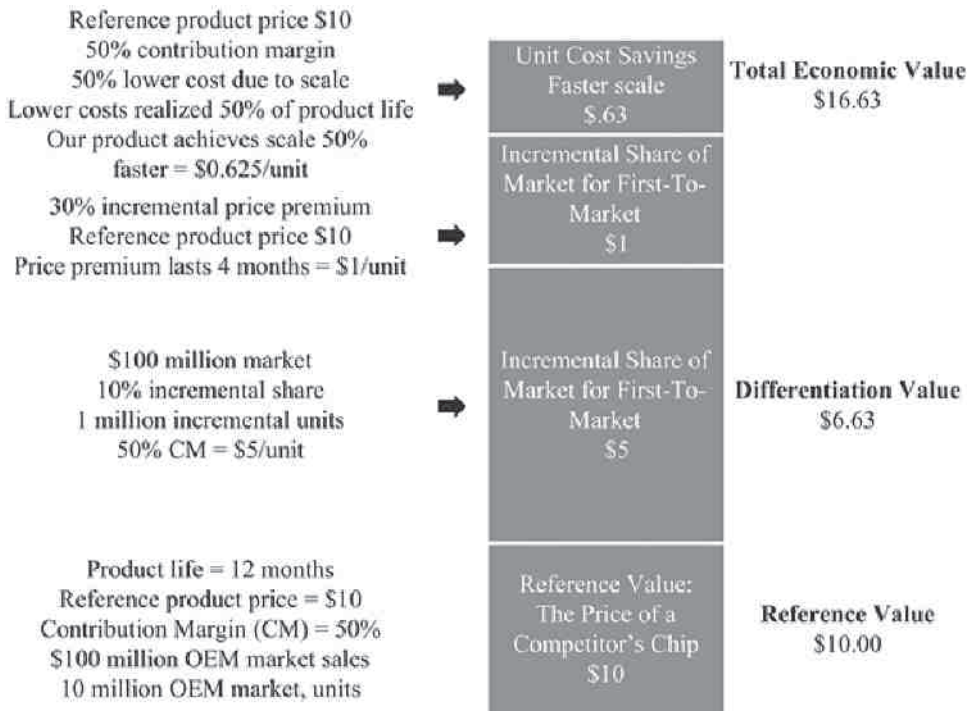 Reference product price $10
50% contribution margin
50% lower cost due to scale
Lower costs realized 50% of product life
Our product achieves scale 50%
faster = $0.625/unit
Unit Cost Savings
Faster scale
$.63
Total Economic Value
$16.63
30% incremental price premium
Reference product price $10
Price premium lasts 4 months = $1/unit
Incremental Share of
Market for First-To-
Market
$1
$100 million market
10% incremental share
1 million incremental units
50% CM = $5/unit
Incremental Share of
Market for First-To-
Market
$5
Differentiation Value
$6.63
Product life = 12 months
Reference product price = $10
Contribution Margin (CM) = 50%
$100 million OEM market sales
10 million OEM market, units
Reference Value:
The Price of a
Competitor's Chip
$10
Reference Value
$10.00